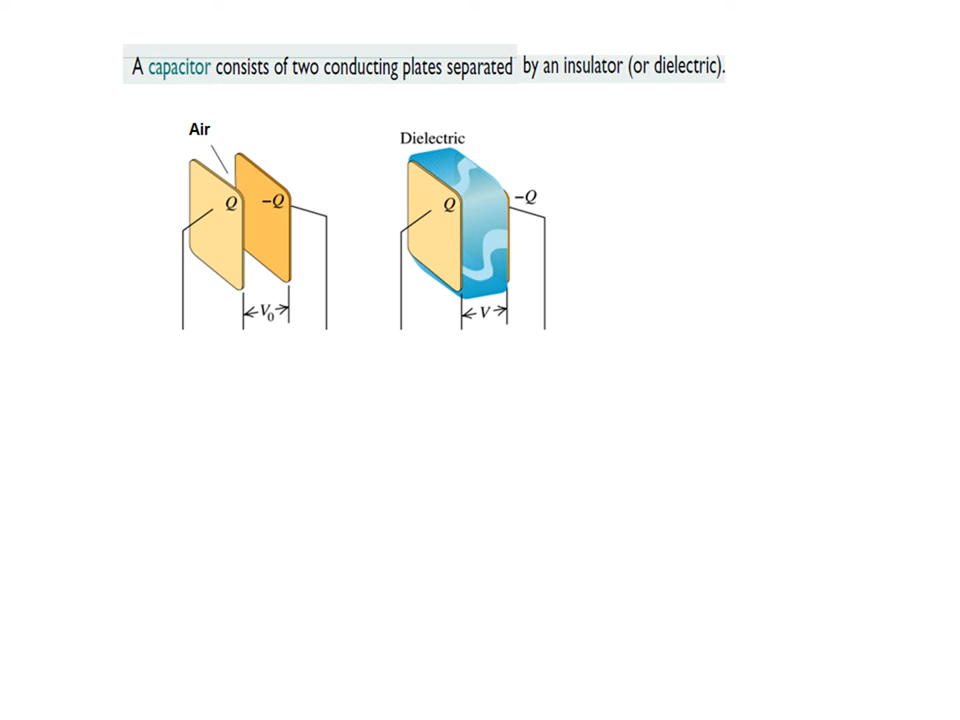 A capacitor consists of two conducting plates separated by an insulator (or dielectric).
Air
Dielectric
Q
−Q
Q
−Q
V₀
V